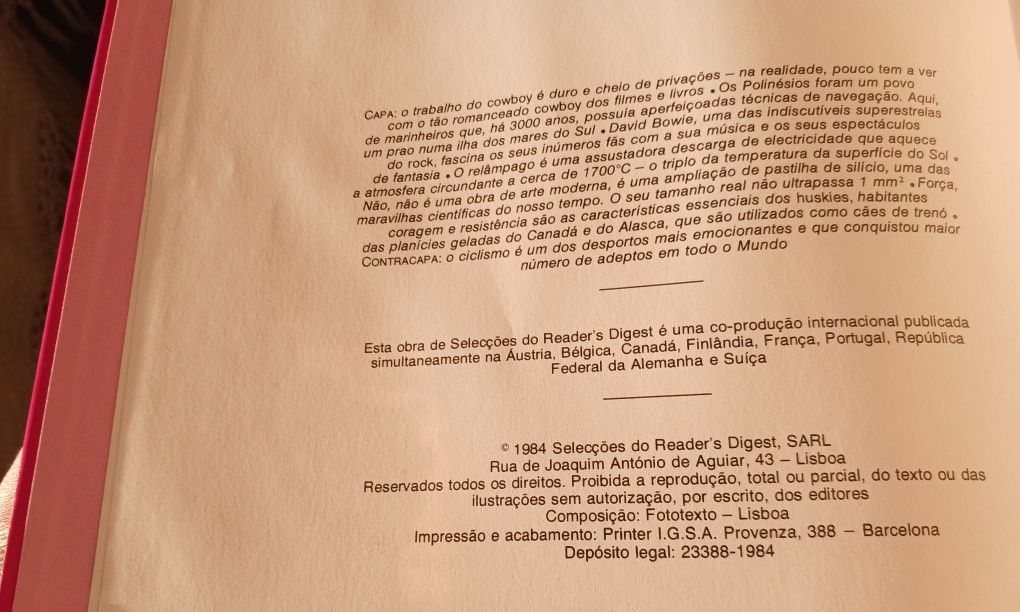 CAPA: o trabalho do cowboy é duro e cheio de privações – na realidade, pouco tem a ver
com o tão romanceado cowboy dos filmes e livros • Os Polinésios foram um povo
de marinheiros que, há 3000 anos, possuia aperfeiçoadas técnicas de navegação. Aqui,
um prao numa ilha dos mares do Sul • David Bowie, uma das indiscutíveis superestrelas
do rock, fascina os seus inúmeros fãs com a sua música e os seus espectáculos
de fantasia • O relâmpago é uma assustadora descarga de electricidade que aquece
a atmosfera circundante a cerca de 1700°C – o triplo da temperatura da superfície do Sol •
Não, não é uma obra de arte moderna, é uma ampliação de pastilha de silício, uma das
maravilhas científicas do nosso tempo. O seu tamanho real não ultrapassa 1 mm² • Força,
coragem e resistência são as características essenciais dos huskies, habitantes
das planícies geladas do Canadá e do Alasca, que são utilizados como cães de trenó •
CONTRACAPA: o ciclismo é um dos desportos mais emocionantes e que conquistou maior
número de adeptos em todo o Mundo
Esta obra de Selecções do Reader's Digest é uma co-produção internacional publicada
simultaneamente na Áustria, Bélgica, Canadá, Finlândia, França, Portugal, República
Federal da Alemanha e Suíça
© 1984 Selecções do Reader's Digest, SARL
Rua de Joaquim António de Aguiar, 43 – Lisboa
Reservados todos os direitos. Proibida a reprodução, total ou parcial, do texto ou das
ilustrações sem autorização, por escrito, dos editores
Composição: Fototexto – Lisboa
Impressão e acabamento: Printer I.G.S.A. Provenza, 388 – Barcelona
Depósito legal: 23388-1984